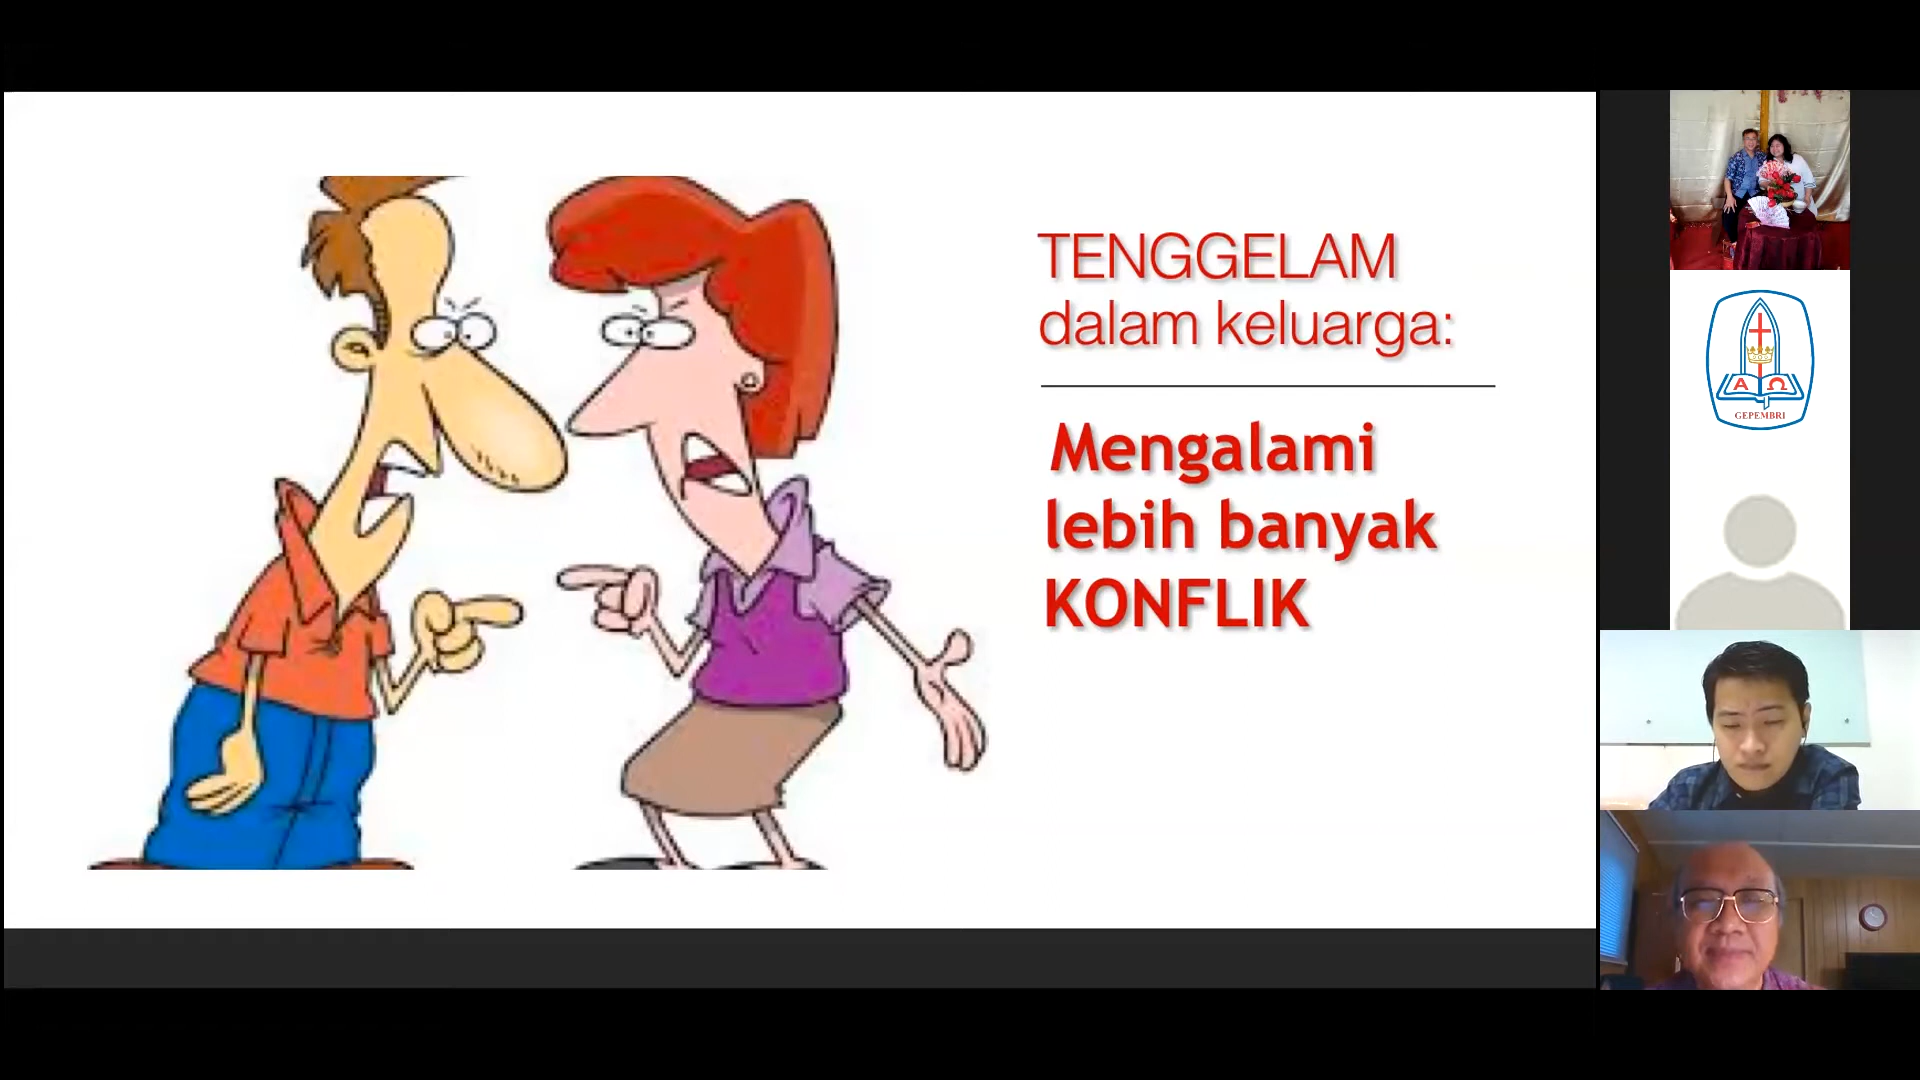 TENGGELAM
dalam keluarga:
Mengalami
lebih banyak
KONFLIK
Α Ω
GEPEMBRI